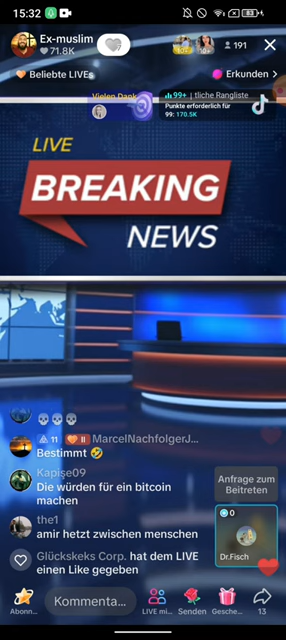 15:32
83
Ex-muslim
71.8K
191
Beliebte LIVEs
Erkunden >
Vielen Dank
99+ | tliche Rangliste
Punkte erforderlich für
99: 170.5K
LIVE
BREAKING
NEWS
11 II MarcelNachfolgerJ...
Bestimmt
Kapişe09
Die würden für ein bitcoin
machen
the1
amir hetzt zwischen menschen
Glückskeks Corp. hat dem LIVE
einen Like gegeben
Anfrage zum
Beitreten
0
Dr.Fisch
Abonn...
Kommenta...
LIVE mi...
Senden
Gesche...
13